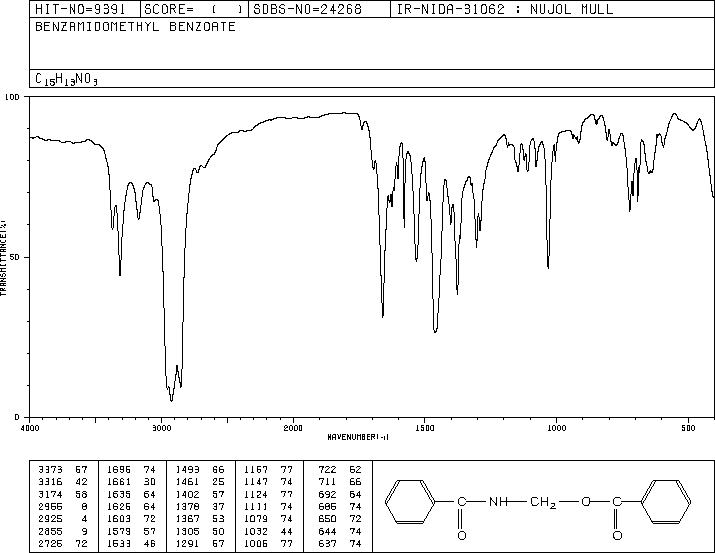 HIT-NO=9391 SCORE= ( ) SDBS-NO=24268 IR-NIDA-31062 : NUJOL MULL
BENZAMIDOMETHYL BENZOATE
C15H13NO3
100
50
0
TRANSMITTANCE(%)
4000 3000 2000 1500 1000 500
WAVENUMBER(-1)
3373 57 1696 74 1493 66 1157 77 722 62
3316 42 1661 30 1461 25 1147 74 711 66
3174 58 1635 64 1402 57 1124 77 692 64
2955 8 1626 64 1378 37 1111 74 686 74
2925 4 1603 72 1367 53 1079 74 650 72
2855 9 1579 57 1305 50 1032 44 644 74
2725 72 1533 46 1291 57 1006 77 637 74
C NH CH2 O C
O O